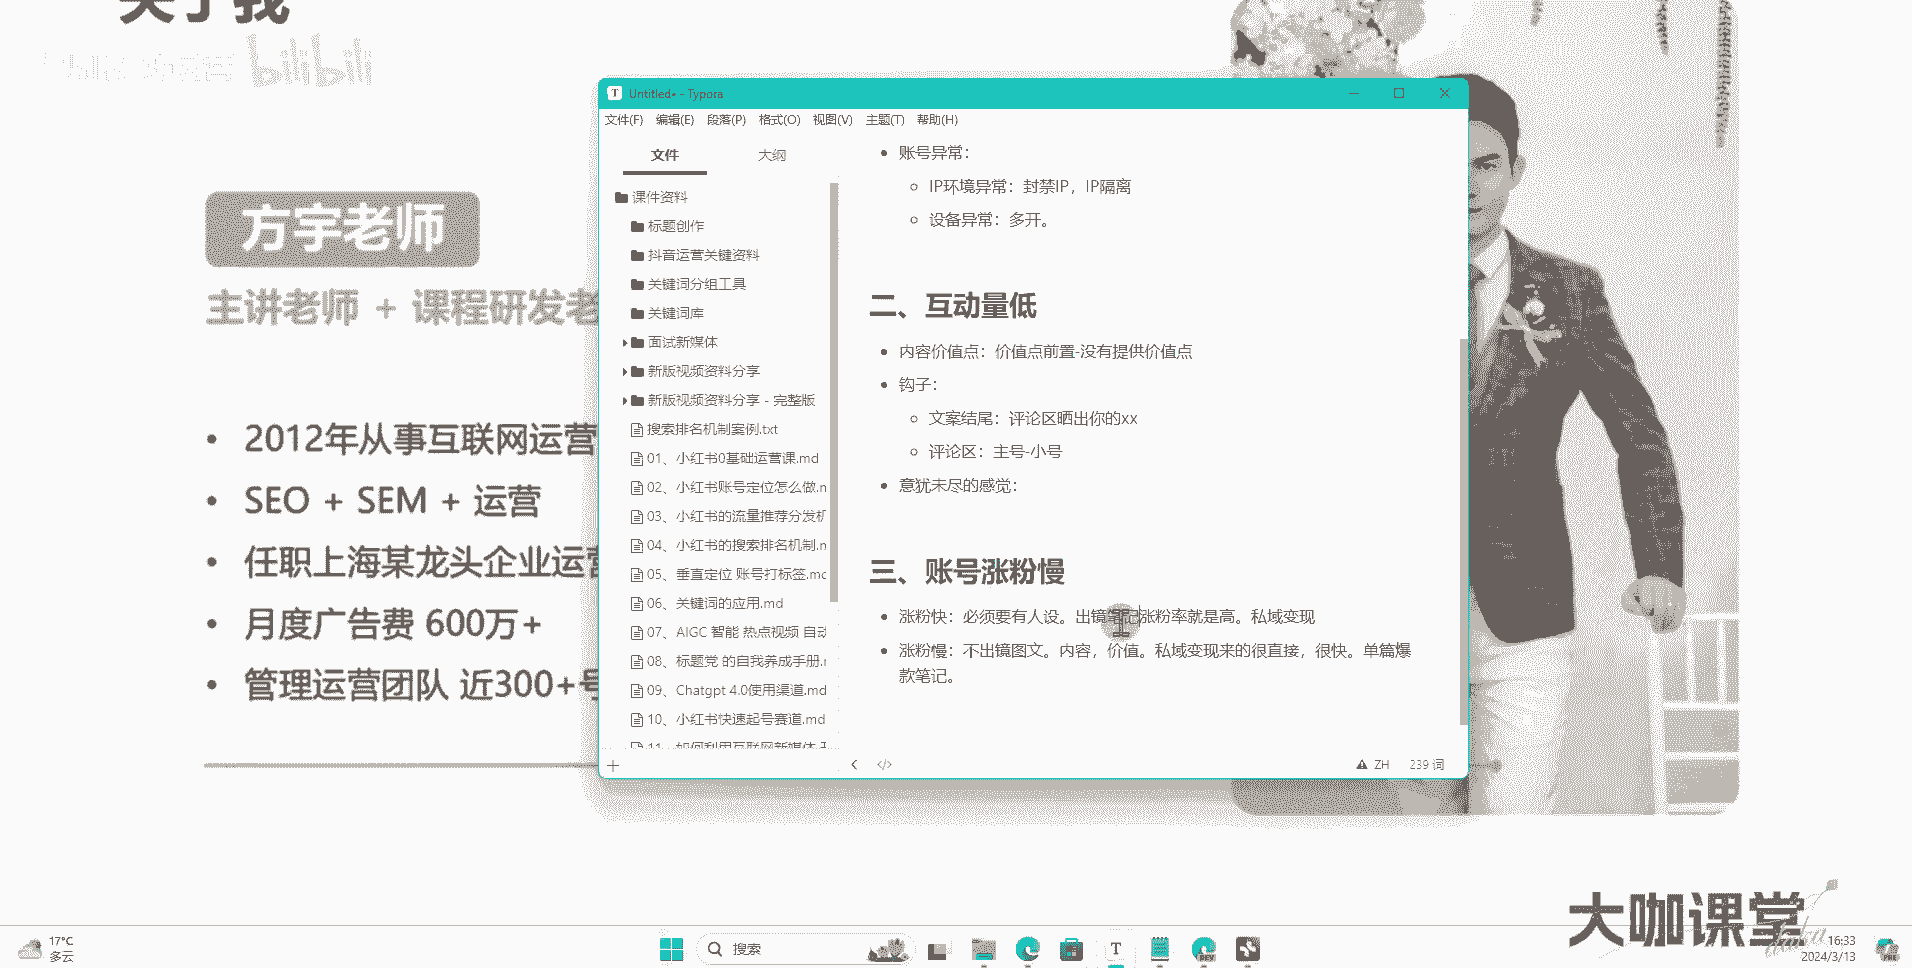 关于我
bilibili
方宇老师
主讲老师 + 课程研发老
2012年从事互联网运营
SEO + SEM + 运营
任职上海某龙头企业运营
月度广告费 600万+
管理运营团队 近300+号
T Untitled• - Typora
文件(F) 编辑(E) 段落(P) 格式(O) 视图(V) 主题(T) 帮助(H)
文件 大纲
课件资料
标题创作
抖音运营关键资料
关键词分组工具
关键词库
面试新媒体
新版视频资料分享
新版视频资料分享 - 完整版
搜索排名机制案例.txt
01、小红书0基础运营课.md
02、小红书账号定位怎么做.m
03、小红书的流量推荐分发机
04、小红书的搜索排名机制.m
05、垂直定位 账号打标签.mc
06、关键词的应用.md
07、AIGC 智能 热点视频 自动
08、标题党 的自我养成手册.r
09、Chatgpt 4.0使用渠道.md
10、小红书快速起号赛道.md
11、如何利用互联网新媒体
账号异常：
IP环境异常：封禁IP，IP隔离
设备异常：多开。
二、互动量低
内容价值点：价值点前置-没有提供价值点
钩子：
文案结尾：评论区晒出你的xx
评论区：主号-小号
意犹未尽的感觉：
三、账号涨粉慢
涨粉快：必须要有人设。出镜笔记涨粉率就是高。私域变现
涨粉慢：不出镜图文。内容，价值。私域变现来的很直接，很快。单篇爆
款笔记。
ZH 239 词
大咖课堂
17°C
多云
搜索
T
DEV
16:33
2024/3/13
PRE